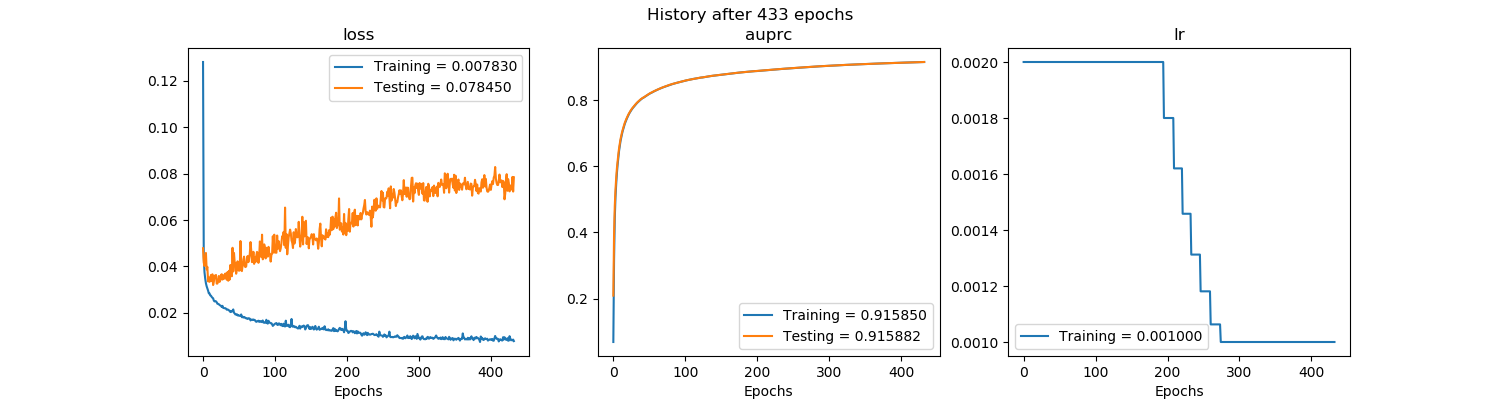 History after 433 epochs
loss
0.12
0.10
0.08
0.06
0.04
0.02
0 100 200 300 400
Epochs
Training = 0.007830
Testing = 0.078450
auprc
0.8
0.6
0.4
0.2
0 100 200 300 400
Epochs
Training = 0.915850
Testing = 0.915882
lr
0.0020
0.0018
0.0016
0.0014
0.0012
0.0010
0 100 200 300 400
Epochs
Training = 0.001000